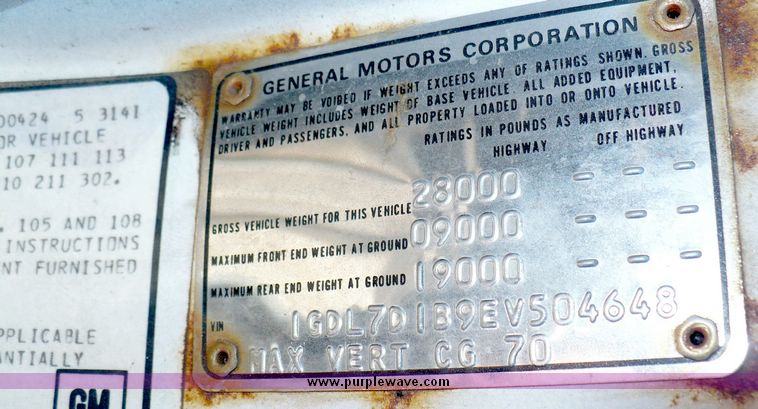 00424 5 3141
OR VEHICLE
107 111 113
10 211 302.
. 105 AND 108
INSTRUCTIONS
NT FURNISHED
PPLICABLE
ANTIALLY
GM
GENERAL MOTORS CORPORATION
WARRANTY MAY BE VOIBED IF WEIGHT EXCEEDS ANY OF RATINGS SHOWN, GROSS
VEHICLE WEIGHT INCLUDES WEIGHT OF BASE VEHICLE. ALL ADDED EQUIPMENT,
DRIVER AND PASSENGERS, AND ALL PROPERTY LOADED INTO OR ONTO VEHICLE.
RATINGS IN POUNDS AS MANUFACTURED
HIGHWAY OFF HIGHWAY
GROSS VEHICLE WEIGHT FOR THIS VEHICLE 28000 - - -
MAXIMUM FRONT END WEIGHT AT GROUND 09000 - - -
MAXIMUM REAR END WEIGHT AT GROUND 19000 - - -
VIN 1GDL7D1B9EV504648
MAX VERT CG 70
www.purplewave.com